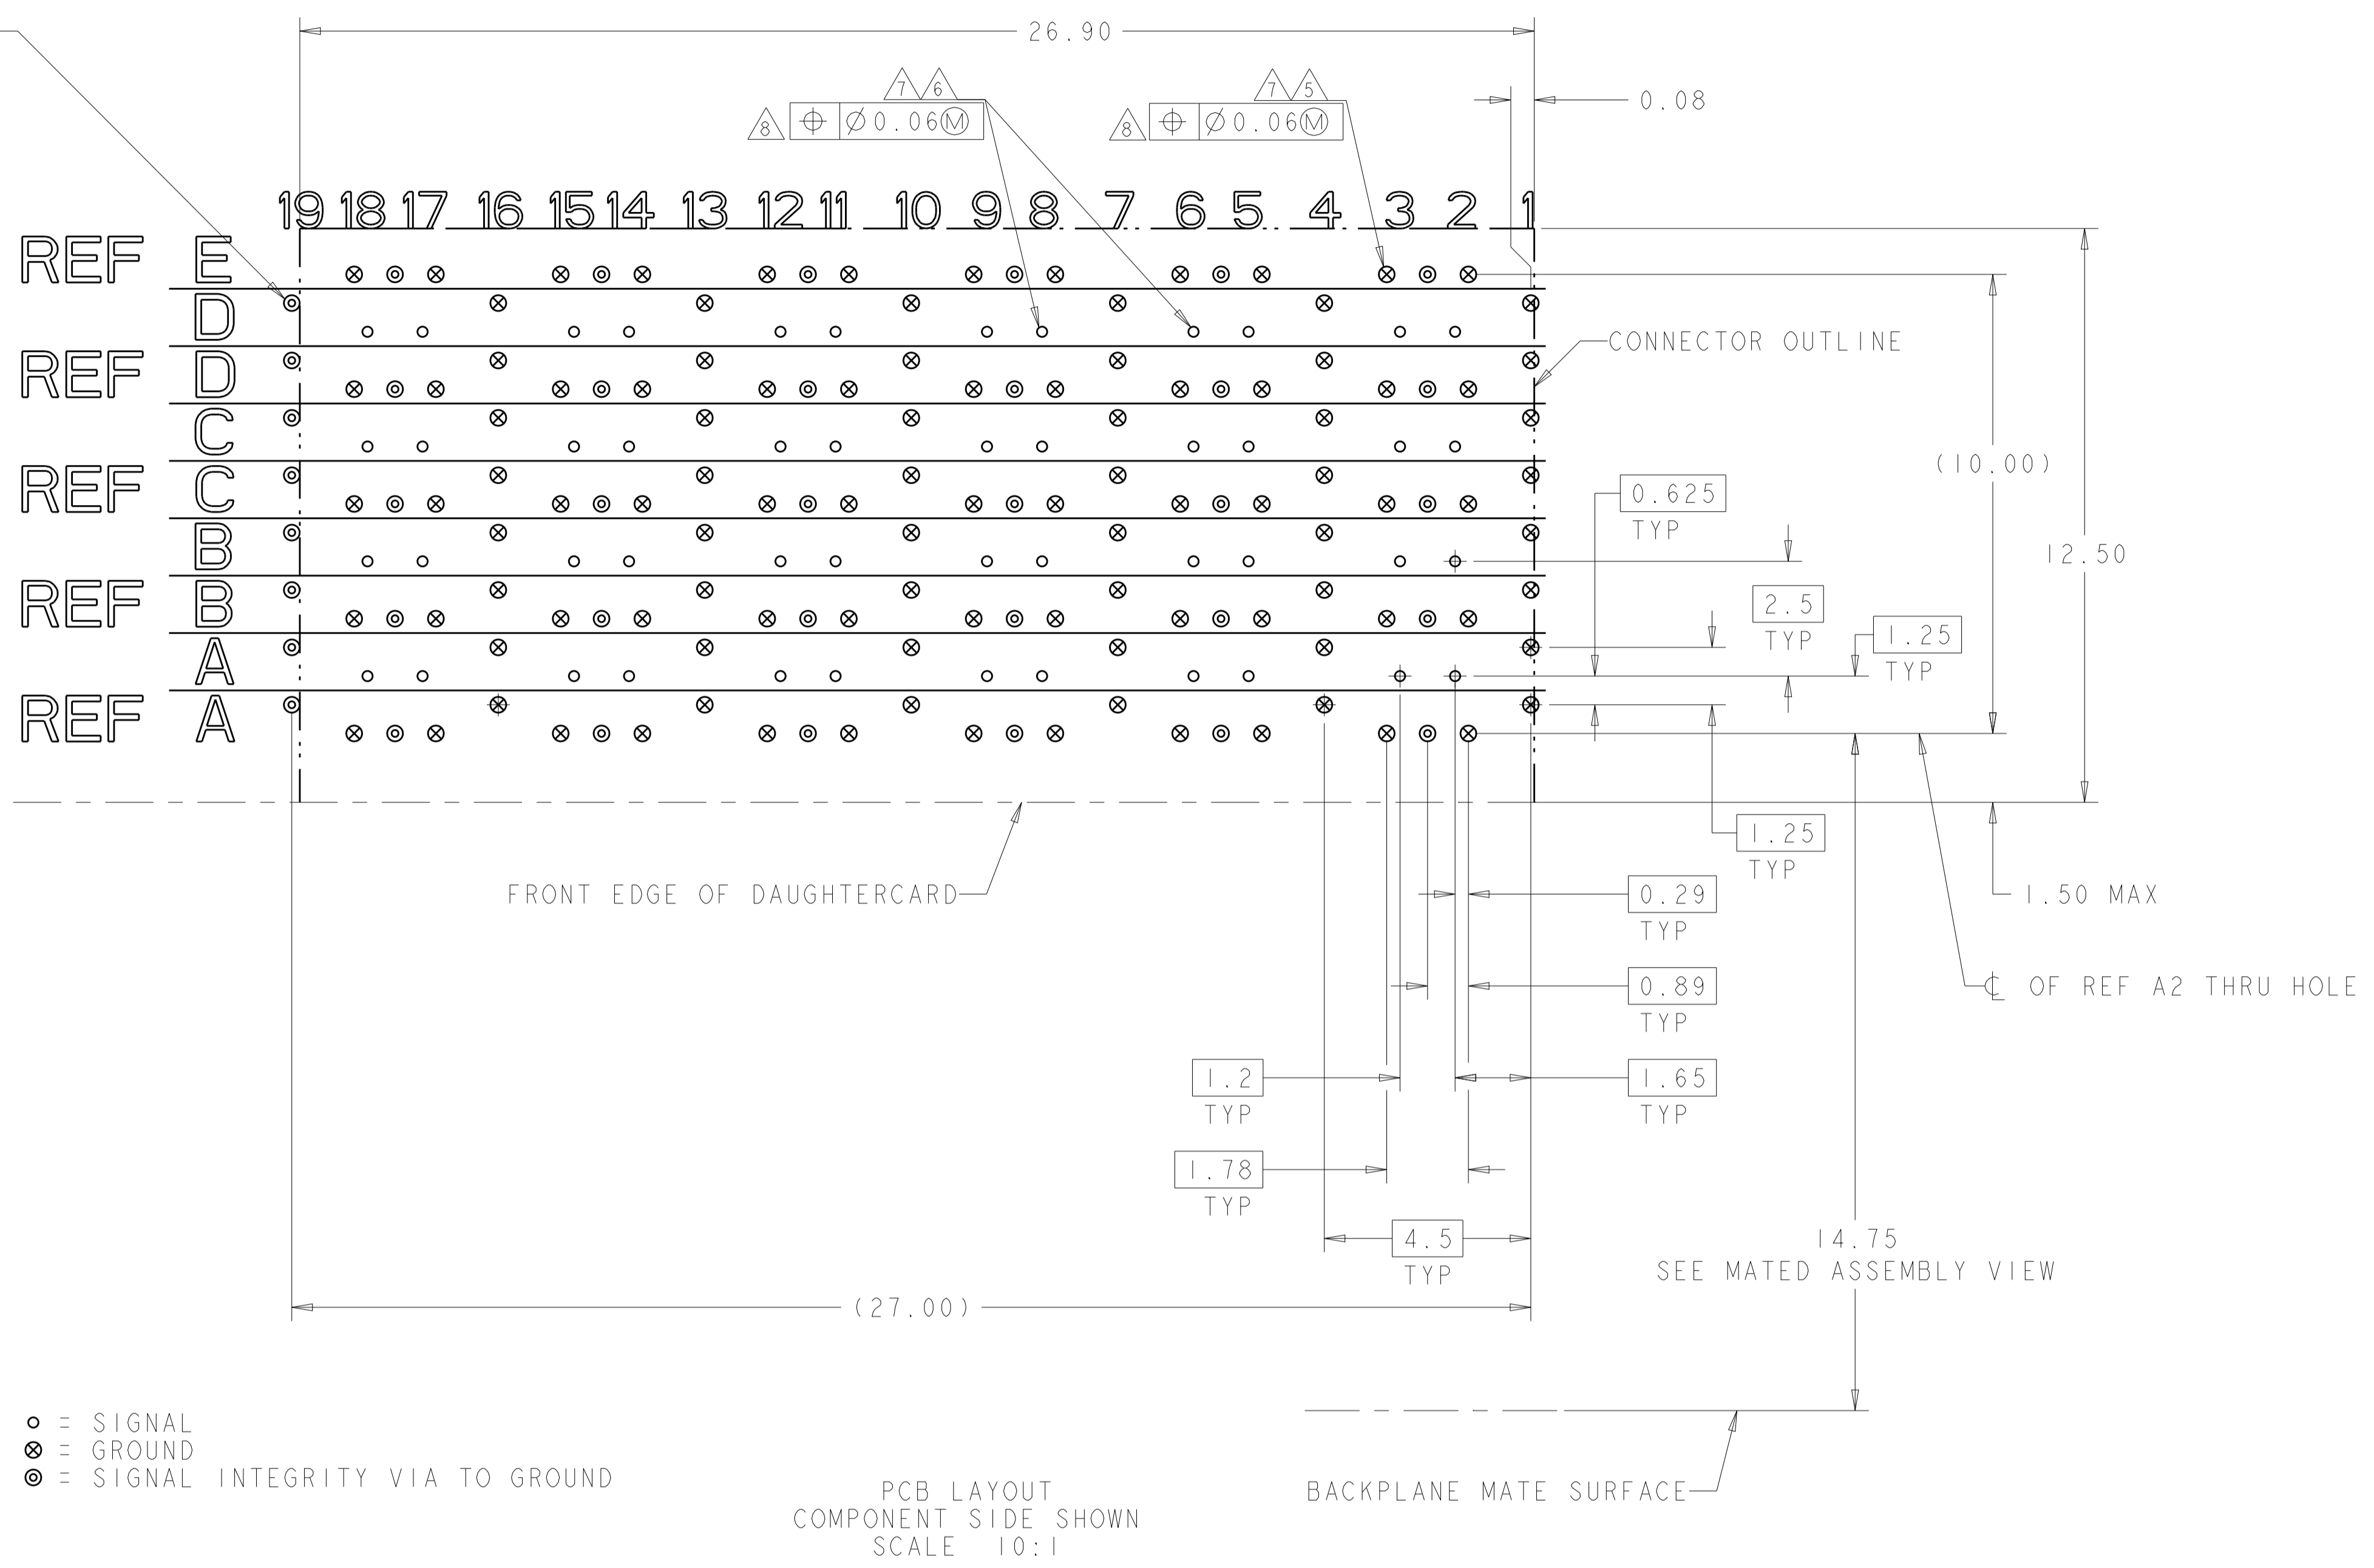 26.90
7 6
8 ⌖ ⌀0.06Ⓜ
7 5
8 ⌖ ⌀0.06Ⓜ
0.08
19 18 17 16 15 14 13 12 11 10 9 8 7 6 5 4 3 2 1
REF E
D
REF D
C
REF C
B
REF B
A
REF A
CONNECTOR OUTLINE
(10.00)
0.625
TYP
12.50
2.5
TYP
1.25
TYP
1.25
TYP
FRONT EDGE OF DAUGHTERCARD
0.29
TYP
1.50 MAX
0.89
TYP
℄ OF REF A2 THRU HOLE
1.2
TYP
1.65
TYP
1.78
TYP
4.5
TYP
14.75
SEE MATED ASSEMBLY VIEW
(27.00)
= SIGNAL
= GROUND
= SIGNAL INTEGRITY VIA TO GROUND
PCB LAYOUT
COMPONENT SIDE SHOWN
SCALE 10:1
BACKPLANE MATE SURFACE